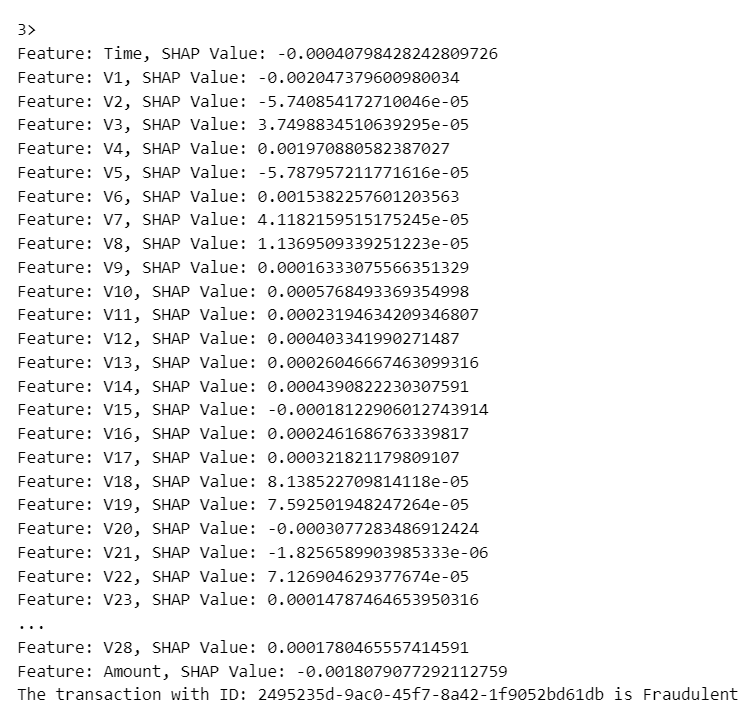 3>
Feature: Time, SHAP Value: -0.00040798428242809726
Feature: V1, SHAP Value: -0.002047379600980034
Feature: V2, SHAP Value: -5.740854172710046e-05
Feature: V3, SHAP Value: 3.7498834510639295e-05
Feature: V4, SHAP Value: 0.001970880582387027
Feature: V5, SHAP Value: -5.787957211771616e-05
Feature: V6, SHAP Value: 0.0015382257601203563
Feature: V7, SHAP Value: 4.1182159515175245e-05
Feature: V8, SHAP Value: 1.1369509339251223e-05
Feature: V9, SHAP Value: 0.00016333075566351329
Feature: V10, SHAP Value: 0.0005768493369354998
Feature: V11, SHAP Value: 0.00023194634209346807
Feature: V12, SHAP Value: 0.000403341990271487
Feature: V13, SHAP Value: 0.00026046667463099316
Feature: V14, SHAP Value: 0.0004390822230307591
Feature: V15, SHAP Value: -0.00018122906012743914
Feature: V16, SHAP Value: 0.0002461686763339817
Feature: V17, SHAP Value: 0.000321821179809107
Feature: V18, SHAP Value: 8.138522709814118e-05
Feature: V19, SHAP Value: 7.592501948247264e-05
Feature: V20, SHAP Value: -0.0003077283486912424
Feature: V21, SHAP Value: -1.8256589903985333e-06
Feature: V22, SHAP Value: 7.126904629377674e-05
Feature: V23, SHAP Value: 0.00014787464653950316
...
Feature: V28, SHAP Value: 0.0001780465557414591
Feature: Amount, SHAP Value: -0.0018079077292112759
The transaction with ID: 2495235d-9ac0-45f7-8a42-1f9052bd61db is Fraudulent